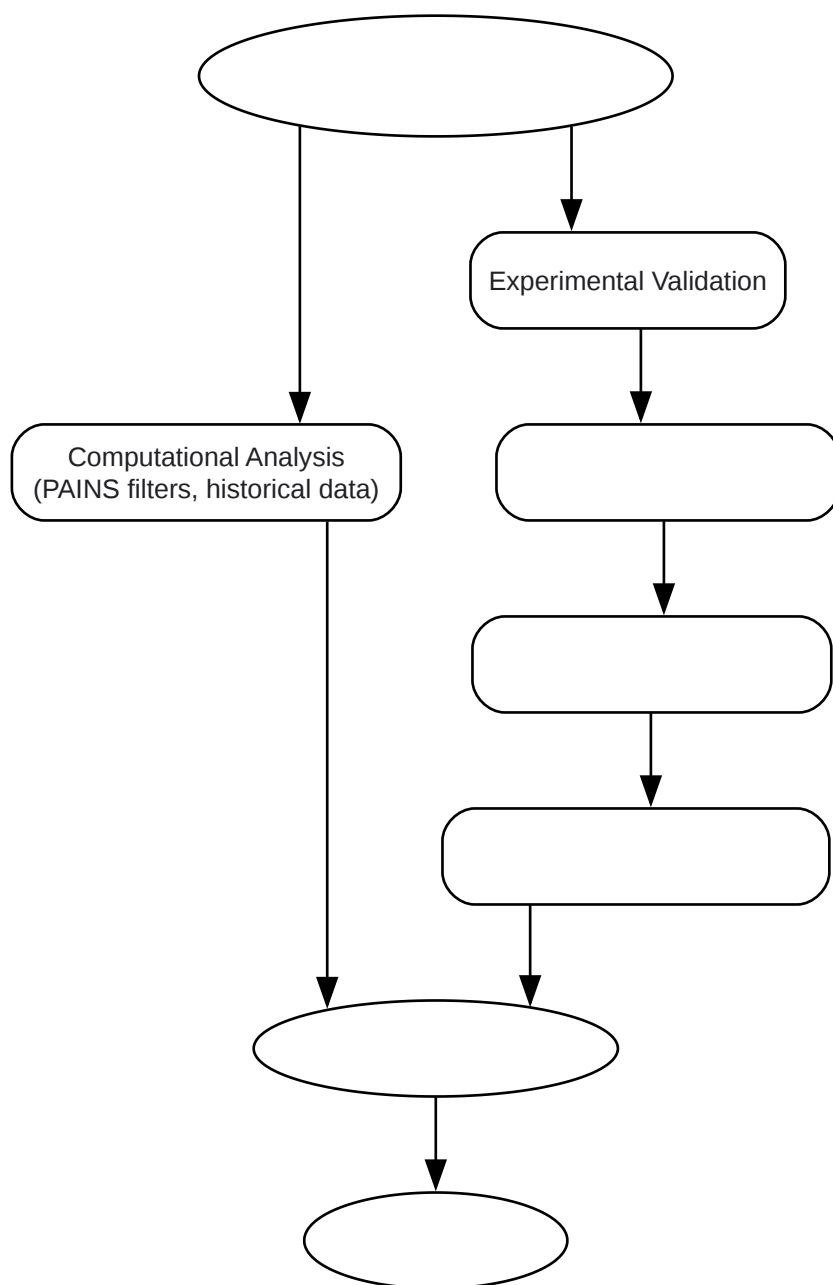 Experimental Validation
Computational Analysis
(PAINS filters, historical data)